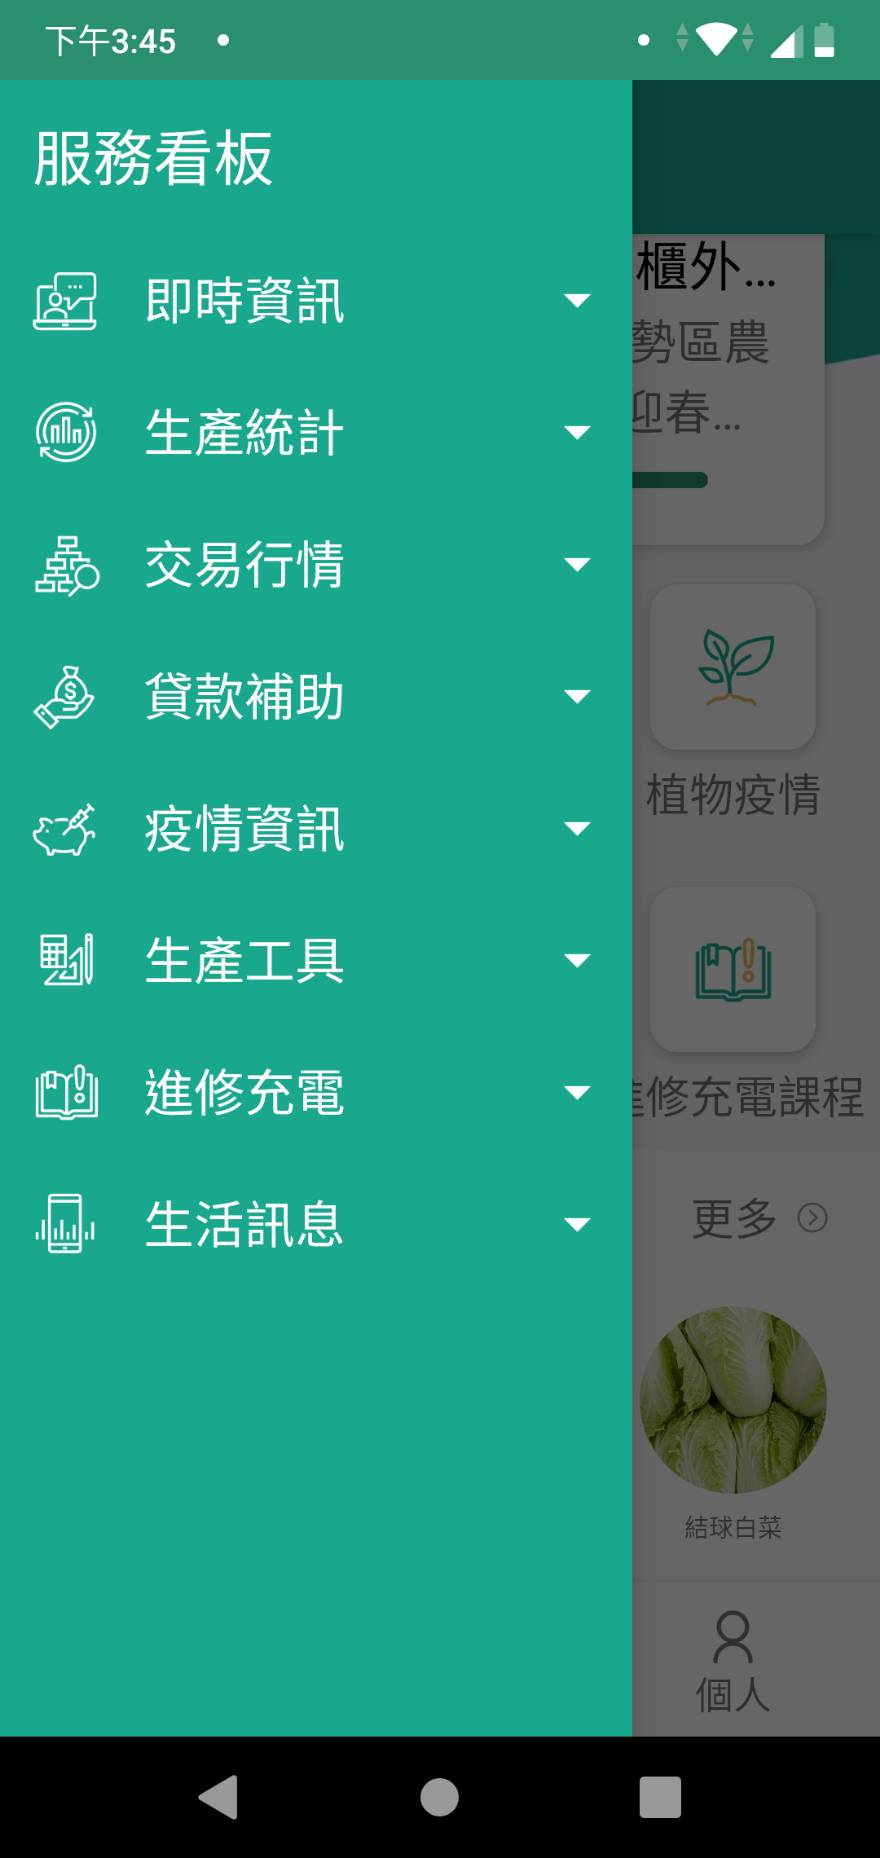 下午3:45
服務看板
即時資訊
生產統計
交易行情
貸款補助
疫情資訊
生產工具
進修充電
生活訊息
櫃外...
勢區農
迎春...
植物疫情
進修充電課程
更多
結球白菜
個人